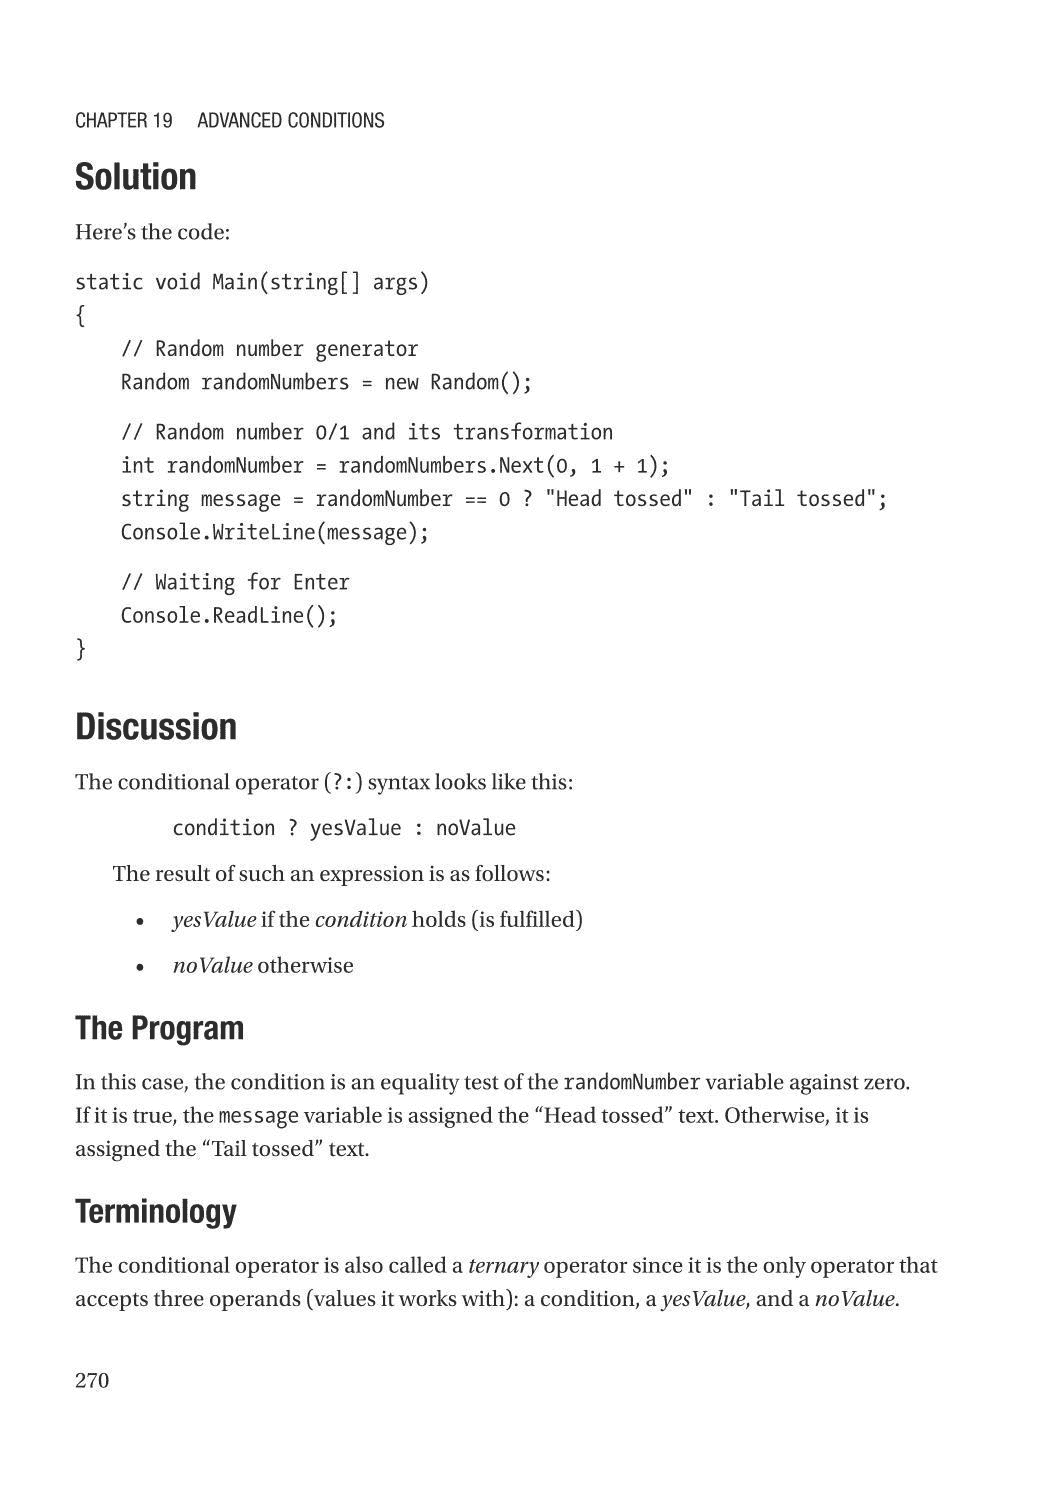 CHAPTER 19 ADVANCED CONDITIONS
Solution
Here’s the code:
static void Main(string[] args)
{
// Random number generator
Random randomNumbers = new Random();
// Random number 0/1 and its transformation
int randomNumber = randomNumbers.Next(0, 1 + 1);
string message = randomNumber == 0 ? "Head tossed" : "Tail tossed";
Console.WriteLine(message);
// Waiting for Enter
Console.ReadLine();
}
Discussion
The conditional operator (?:) syntax looks like this:
condition ? yesValue : noValue
The result of such an expression is as follows:
• yesValue if the condition holds (is fulfilled)
• noValue otherwise
The Program
In this case, the condition is an equality test of the randomNumber variable against zero.
If it is true, the message variable is assigned the “Head tossed” text. Otherwise, it is
assigned the “Tail tossed” text.
Terminology
The conditional operator is also called a ternary operator since it is the only operator that
accepts three operands (values it works with): a condition, a yesValue, and a noValue.
270